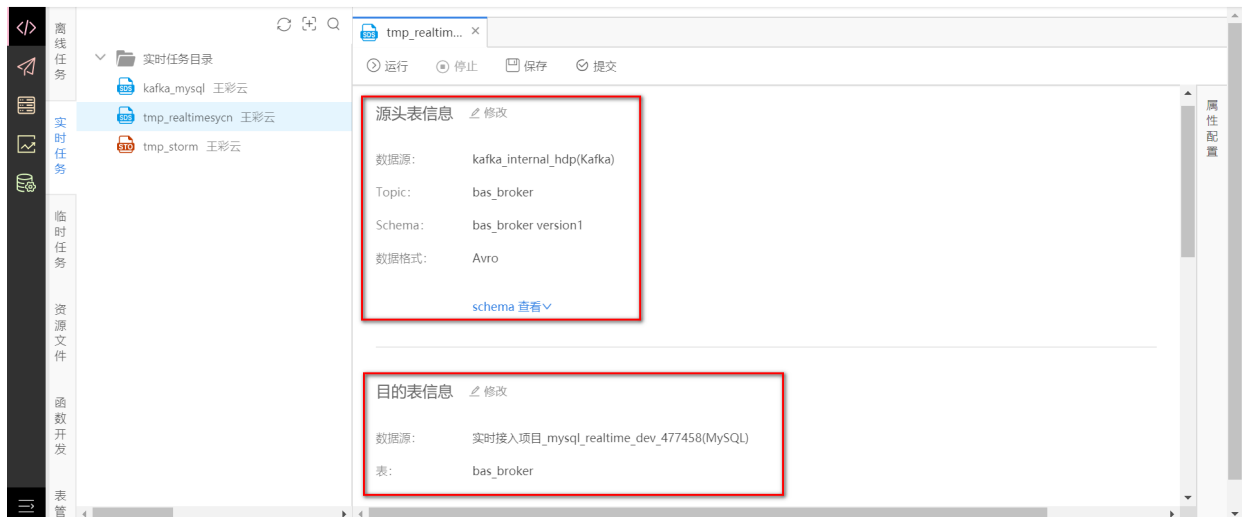 </>
离线任务
实时任务
临时任务
资源文件
函数开发
表管
实时任务目录
SDS kafka_mysql 王彩云
SDS tmp_realtimesycn 王彩云
STO tmp_storm 王彩云
SDS tmp_realtim... ×
运行 停止 保存 提交
源头表信息 修改
数据源: kafka_internal_hdp(Kafka)
Topic: bas_broker
Schema: bas_broker version1
数据格式: Avro
schema 查看
目的表信息 修改
数据源: 实时接入项目_mysql_realtime_dev_477458(MySQL)
表: bas_broker
属性配置